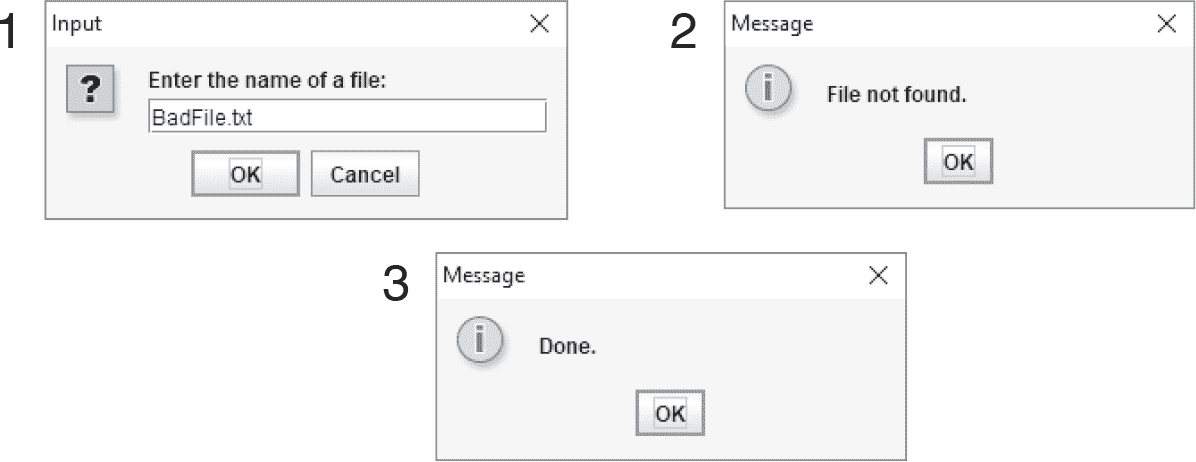 1
Input
?
Enter the name of a file:
BadFile.txt
OK
Cancel
2
Message
i
File not found.
OK
3
Message
i
Done.
OK